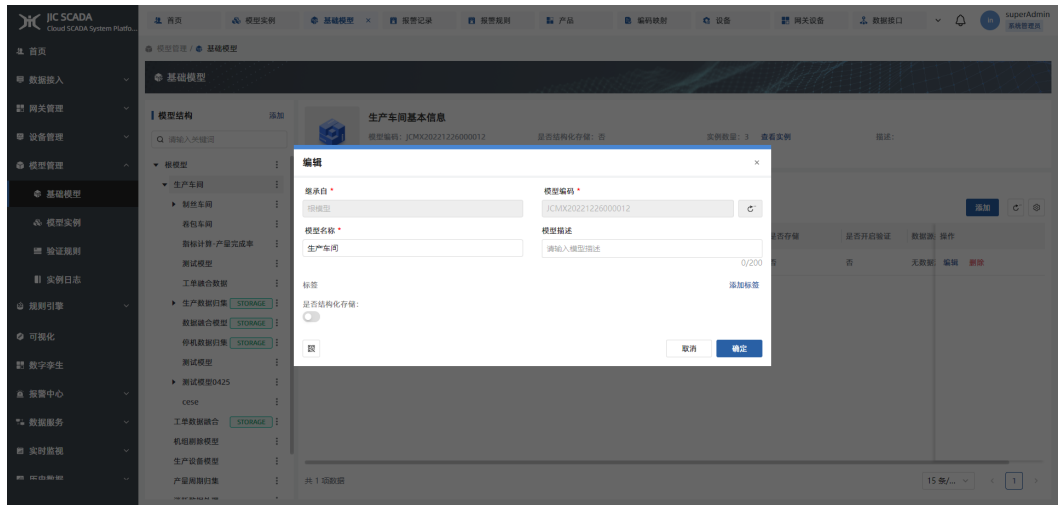 JIC SCADA
Cloud SCADA System Platfo...
首页
模型实例
基础模型 ×
报警记录
报警规则
产品
编码映射
设备
网关设备
数据接口
in
superAdmin
系统管理员
首页
数据接入
网关管理
设备管理
模型管理
基础模型
模型实例
验证规则
实例日志
规则引擎
可视化
数字孪生
报警中心
数据服务
实时监视
历史数据
模型管理 / 基础模型
基础模型
模型结构 添加
请输入关键词
根模型
生产车间
制丝车间
卷包车间
指标计算-产量完成率
测试模型
工单融合数据
生产数据归集 STORAGE
数据融合模型 STORAGE
停机数据归集 STORAGE
测试模型
测试模型0425
cese
工单数据融合 STORAGE
机组剔除模型
生产设备模型
产量周期归集
生产车间基本信息
模型编码: JCMX20221226000012
是否结构化存储: 否
实例数量: 3 查看实例
描述:
添加
是否存储 是否开启验证 数据源 操作
否 否 无数据 编辑 删除
共 1 项数据
15 条/...
1
编辑 ×
继承自 *
根模型
模型编码 *
JCMX20221226000012
模型名称 *
生产车间
模型描述
请输入模型描述
0/200
标签 添加标签
是否结构化存储:
取消 确定